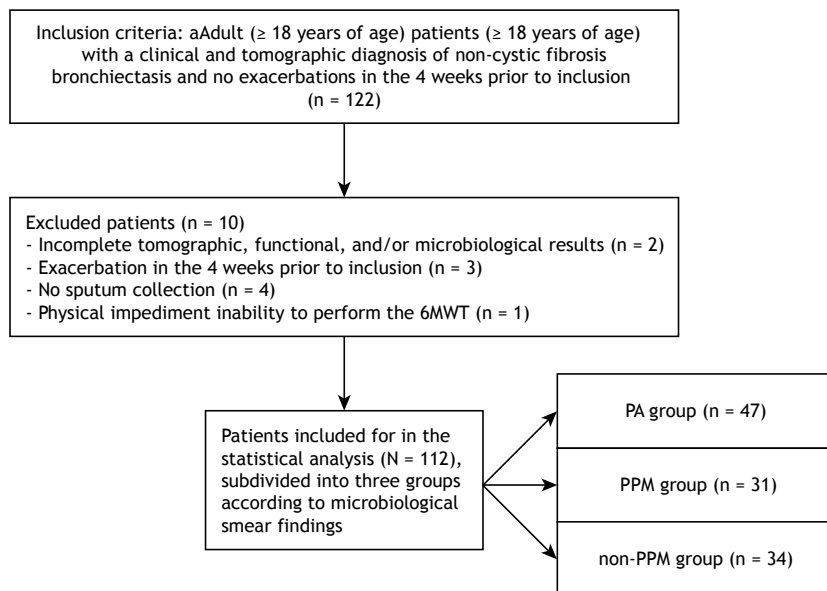 Inclusion criteria: aAdult (≥ 18 years of age) patients (≥ 18 years of age)
with a clinical and tomographic diagnosis of non-cystic fibrosis
bronchiectasis and no exacerbations in the 4 weeks prior to inclusion
(n = 122)
Excluded patients (n = 10)
- Incomplete tomographic, functional, and/or microbiological results (n = 2)
- Exacerbation in the 4 weeks prior to inclusion (n = 3)
- No sputum collection (n = 4)
- Physical impediment inability to perform the 6MWT (n = 1)
Patients included for in the
statistical analysis (N = 112),
subdivided into three groups
according to microbiological
smear findings
PA group (n = 47)
PPM group (n = 31)
non-PPM group (n = 34)